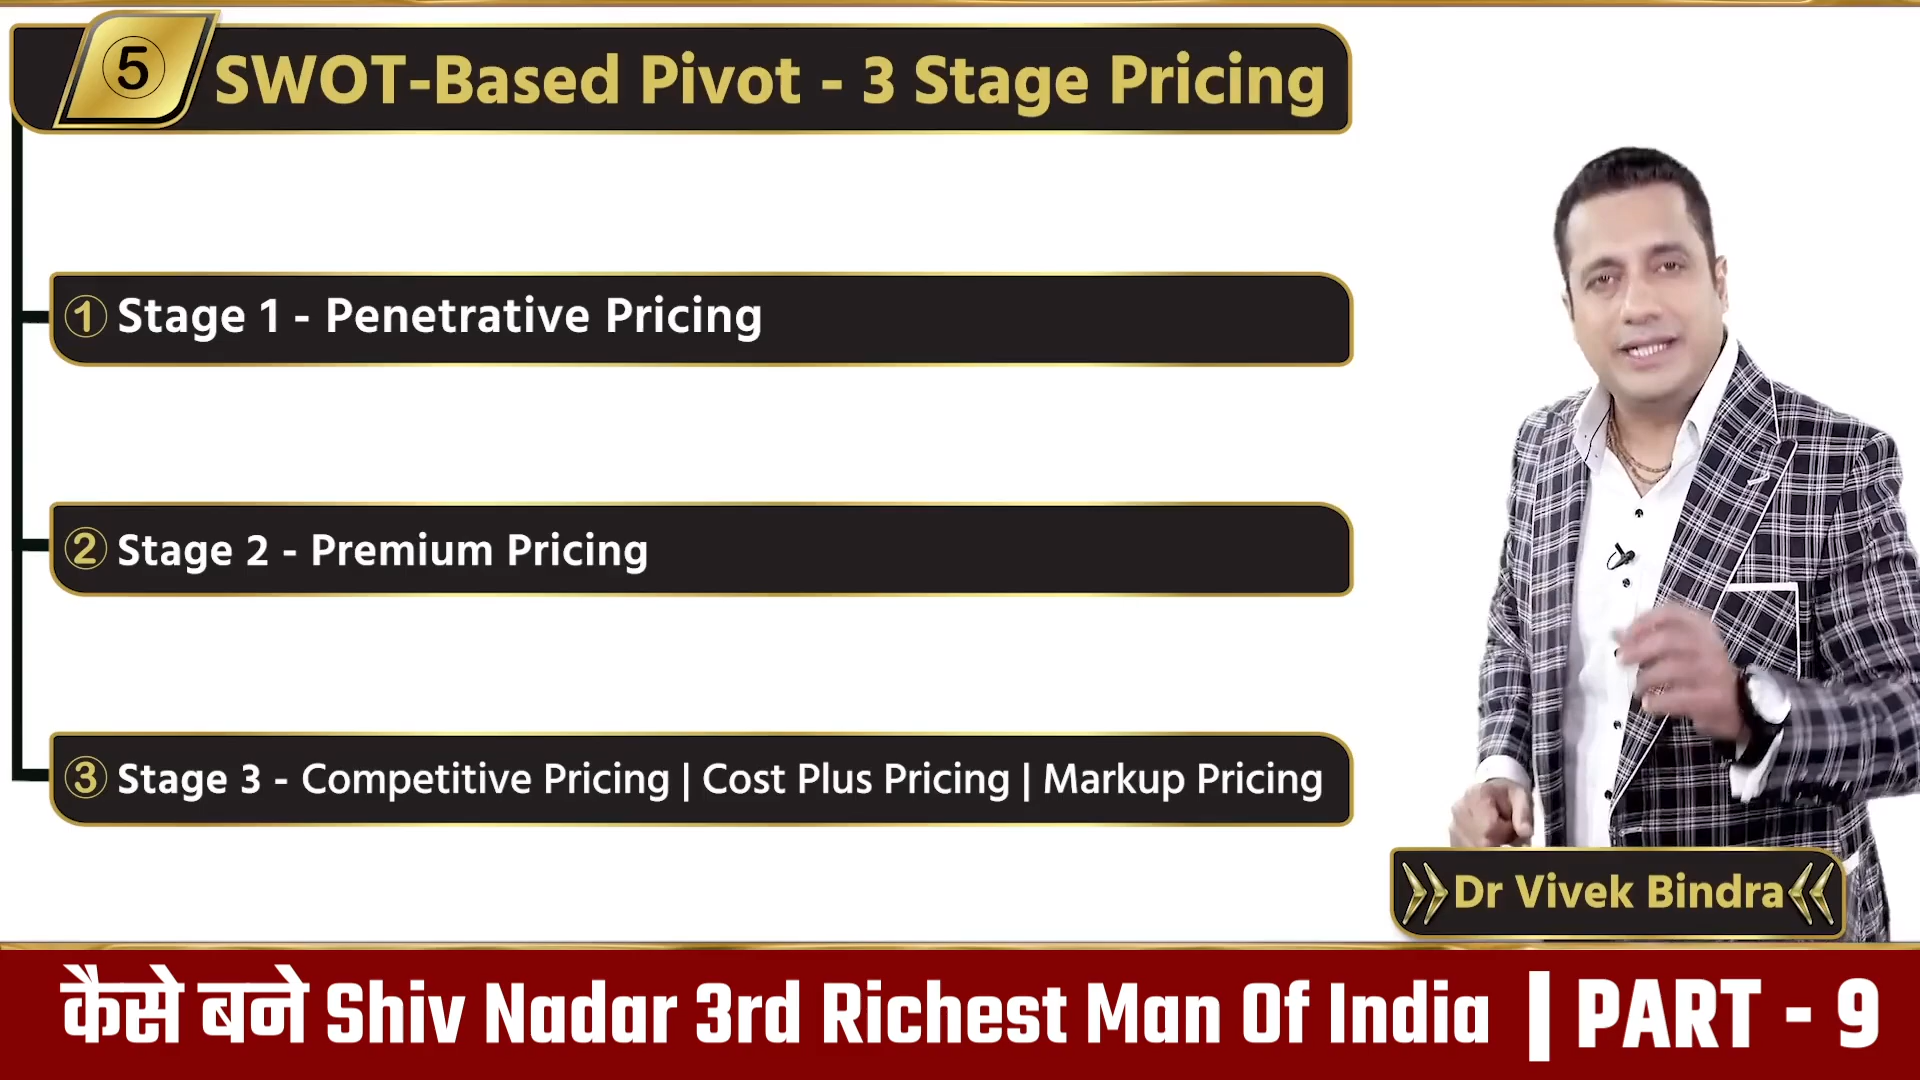 5 SWOT-Based Pivot - 3 Stage Pricing
1 Stage 1 - Penetrative Pricing
2 Stage 2 - Premium Pricing
3 Stage 3 - Competitive Pricing | Cost Plus Pricing | Markup Pricing
Dr Vivek Bindra
कैसे बने Shiv Nadar 3rd Richest Man Of India | PART - 9